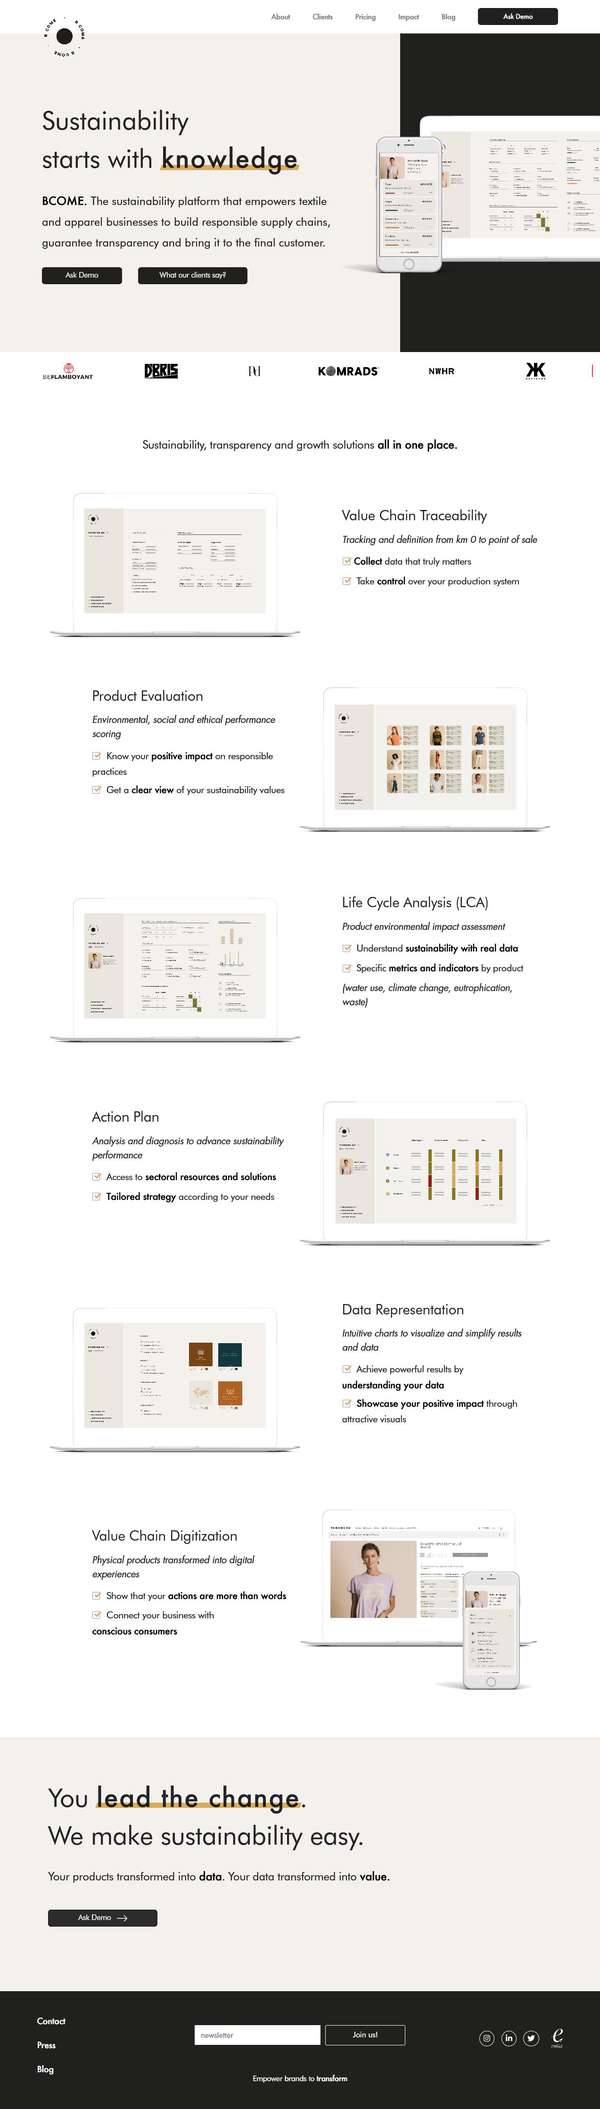 About Clients Pricing Impact Blog Ask Demo
Sustainability
starts with knowledge
BCOME. The sustainability platform that empowers textile
and apparel businesses to build responsible supply chains,
guarantee transparency and bring it to the final customer.
Ask Demo What our clients say?
BEFLAMBOYANT DBRIS KOMRADS NWHR
Sustainability, transparency and growth solutions all in one place.
Value Chain Traceability
Tracking and definition from km 0 to point of sale
Collect data that truly matters
Take control over your production system
Product Evaluation
Environmental, social and ethical performance
scoring
Know your positive impact on responsible
practices
Get a clear view of your sustainability values
Life Cycle Analysis (LCA)
Product environmental impact assessment
Understand sustainability with real data
Specific metrics and indicators by product
(water use, climate change, eutrophication,
waste)
Action Plan
Analysis and diagnosis to advance sustainability
performance
Access to sectoral resources and solutions
Tailored strategy according to your needs
Data Representation
Intuitive charts to visualize and simplify results
and data
Achieve powerful results by
understanding your data
Showcase your positive impact through
attractive visuals
Value Chain Digitization
Physical products transformed into digital
experiences
Show that your actions are more than words
Connect your business with
conscious consumers
You lead the change.
We make sustainability easy.
Your products transformed into data. Your data transformed into value.
Ask Demo
Contact
Press
Blog
newsletter Join us!
Empower brands to transform